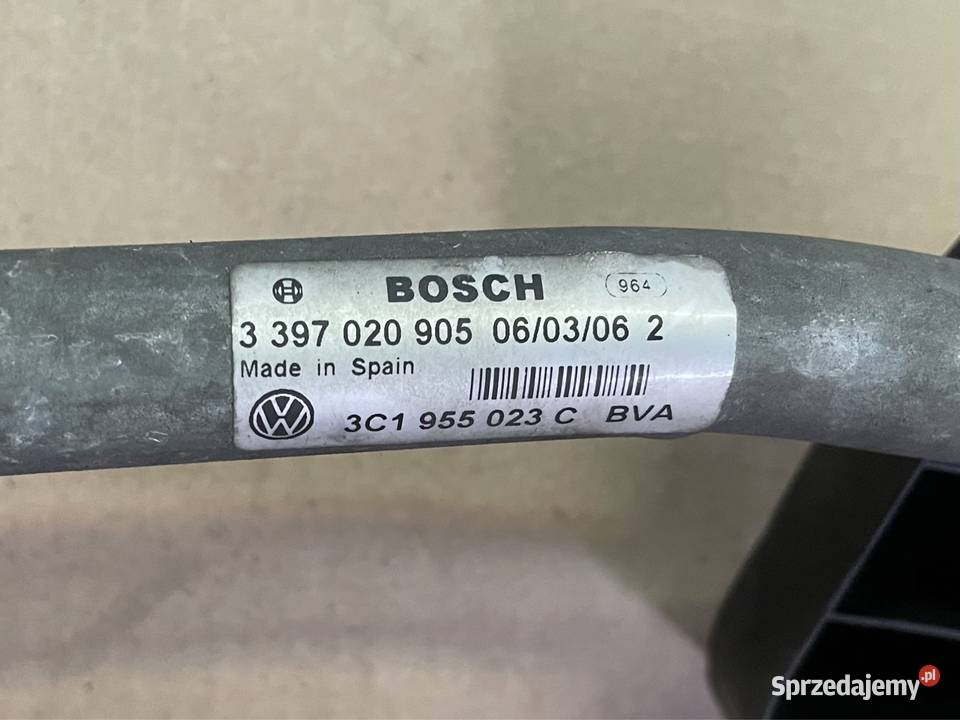 BOSCH 964
3 397 020 905 06/03/06 2
Made in Spain
3C1 955 023 C BVA
Sprzedajemy.pl